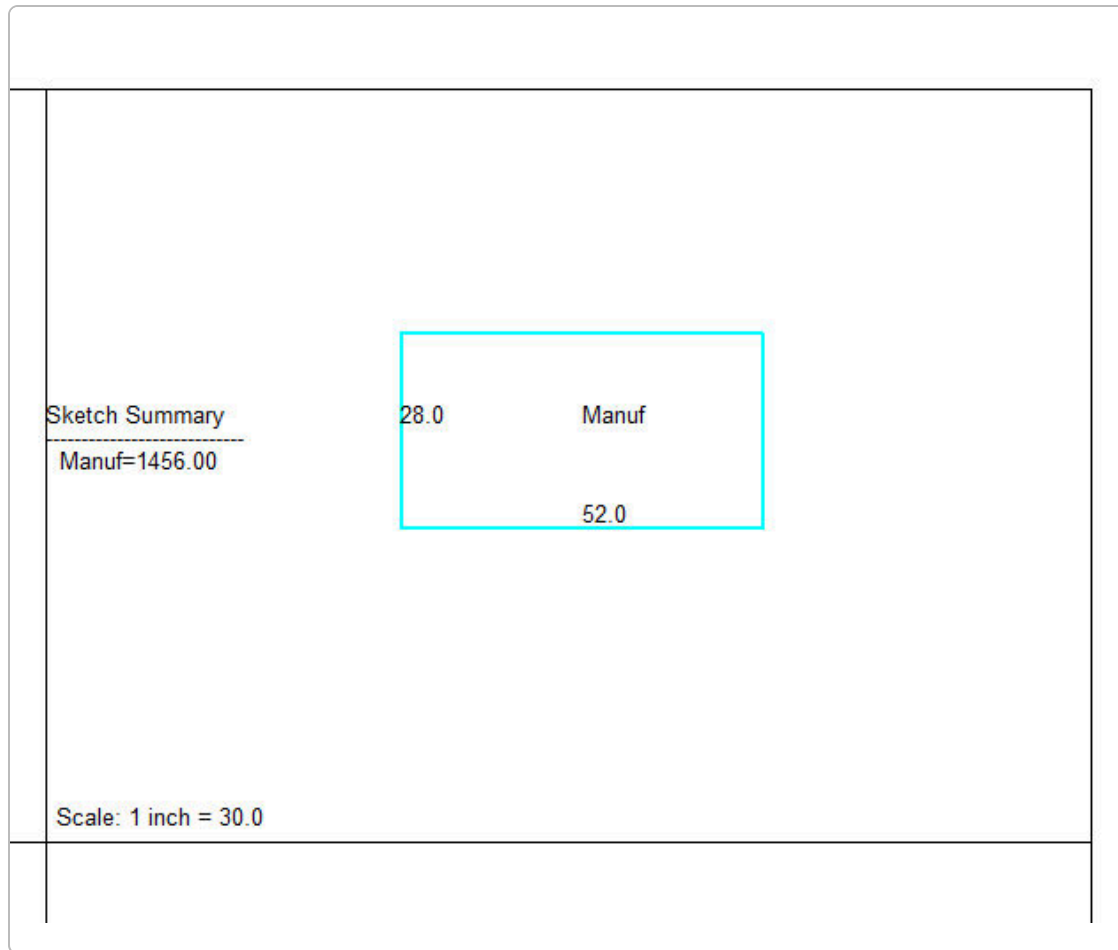 Sketch Summary
----------------------------
Manuf=1456.00
28.0
Manuf
52.0
Scale: 1 inch = 30.0